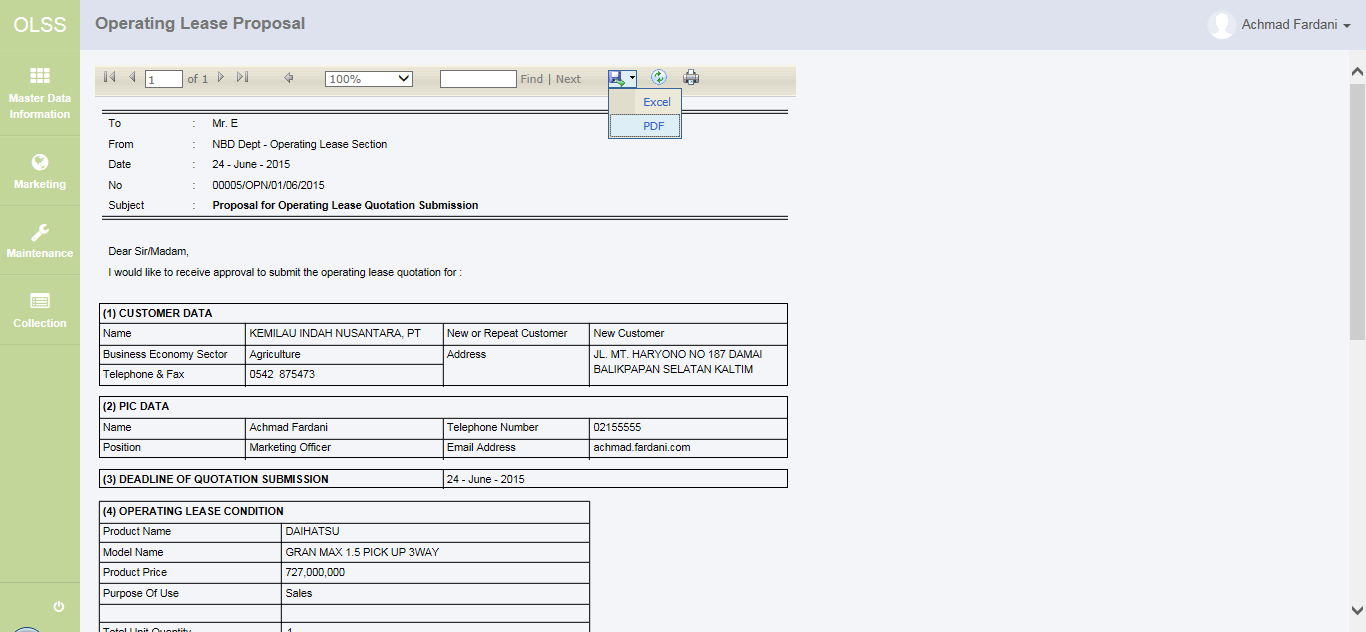 OLSS
Operating Lease Proposal
Achmad Fardani
Master Data
Information
Marketing
Maintenance
Collection
1 of 1 100% Find | Next
Excel
PDF
To : Mr. E
From : NBD Dept - Operating Lease Section
Date : 24 - June - 2015
No : 00005/OPN/01/06/2015
Subject : Proposal for Operating Lease Quotation Submission
Dear Sir/Madam,
I would like to receive approval to submit the operating lease quotation for :
(1) CUSTOMER DATA
Name KEMILAU INDAH NUSANTARA, PT New or Repeat Customer New Customer
Business Economy Sector Agriculture Address JL. MT. HARYONO NO 187 DAMAI
BALIKPAPAN SELATAN KALTIM
Telephone & Fax 0542 875473
(2) PIC DATA
Name Achmad Fardani Telephone Number 02155555
Position Marketing Officer Email Address achmad.fardani.com
(3) DEADLINE OF QUOTATION SUBMISSION 24 - June - 2015
(4) OPERATING LEASE CONDITION
Product Name DAIHATSU
Model Name GRAN MAX 1.5 PICK UP 3WAY
Product Price 727,000,000
Purpose Of Use Sales
Total Unit Quantity 1